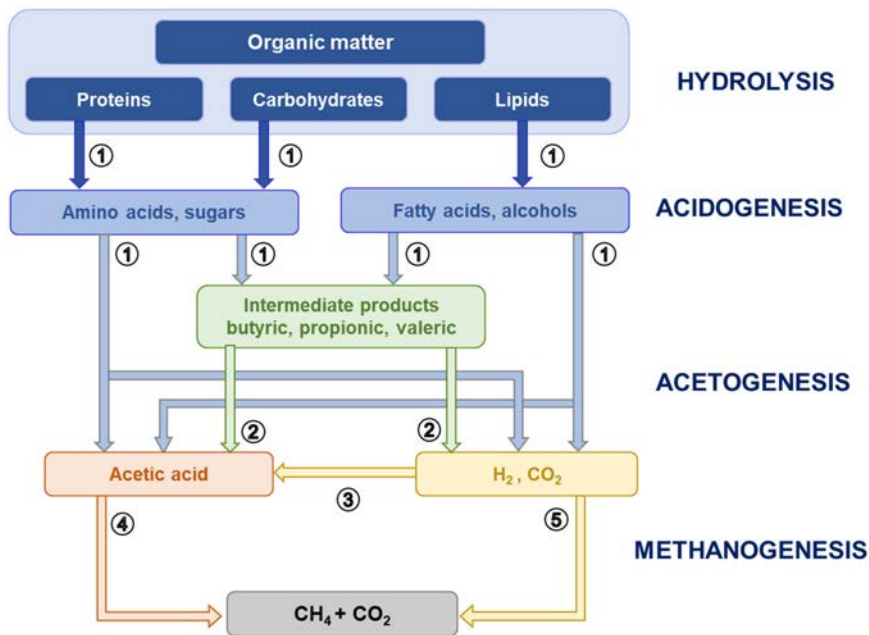 Organic matter
HYDROLYSIS
Proteins
Carbohydrates
Lipids
①
①
①
Amino acids, sugars
Fatty acids, alcohols
ACIDOGENESIS
①
①
①
①
Intermediate products
butyric, propionic, valeric
ACETOGENESIS
②
②
Acetic acid
H₂ , CO₂
③
④
⑤
METHANOGENESIS
CH₄ + CO₂